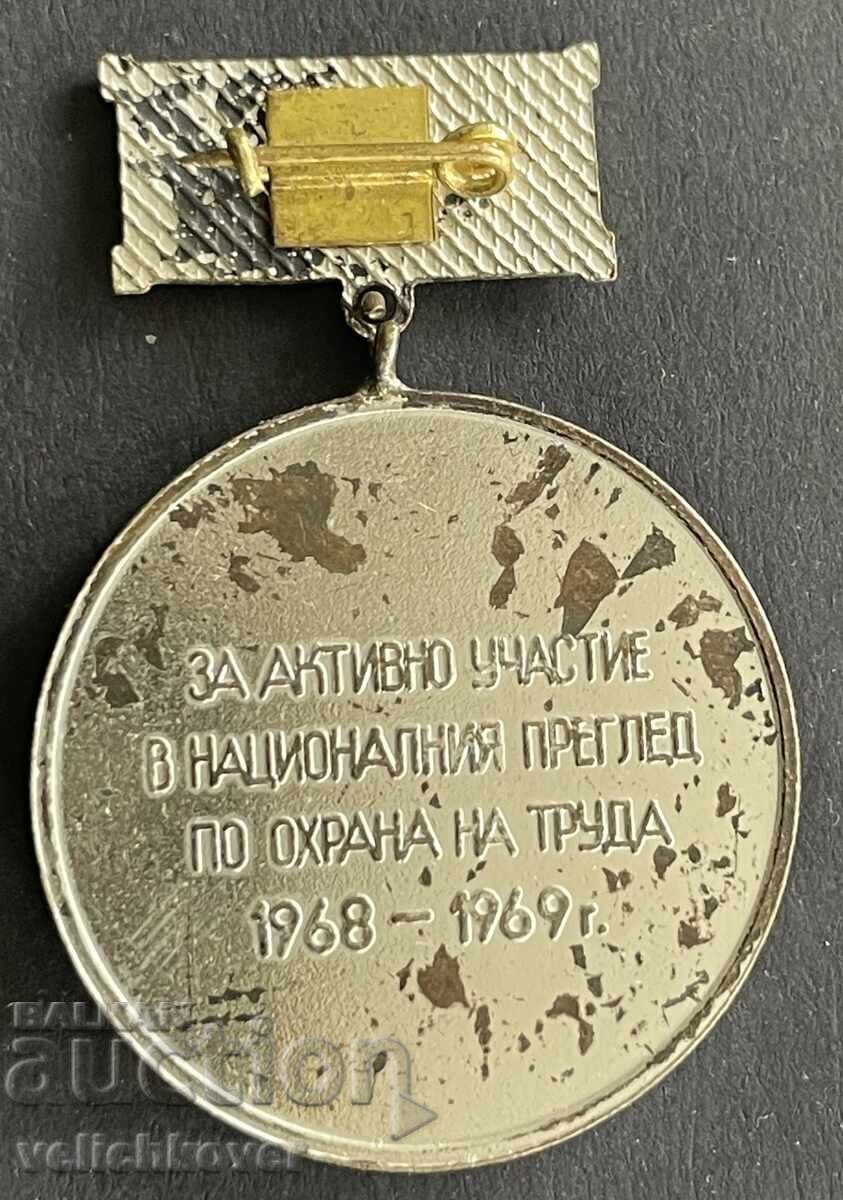 ЗА АКТИВНО УЧАСТИЕ
В НАЦИОНАЛНИЯ ПРЕГЛЕД
ПО ОХРАНА НА ТРУДА
1968 – 1969 г.
BALKAN
auction
velichkover